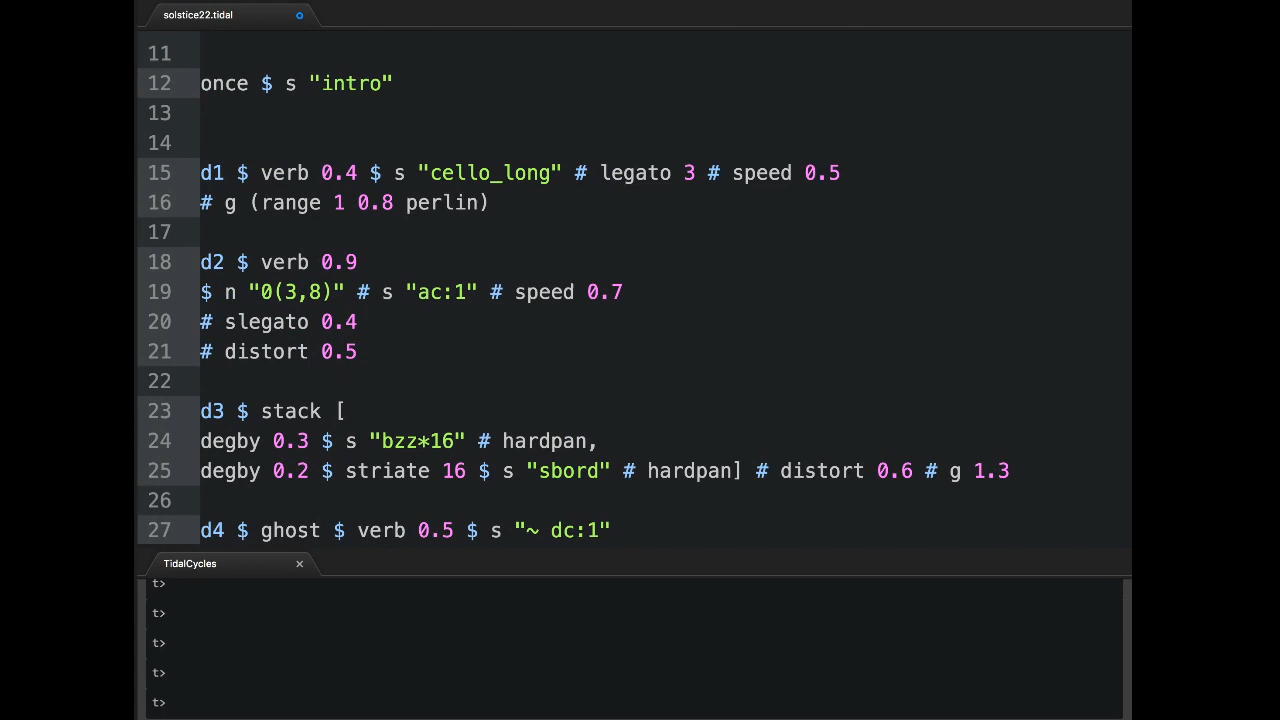 solstice22.tidal
11
12 once $ s "intro"
13
14
15 d1 $ verb 0.4 $ s "cello_long" # legato 3 # speed 0.5
16 # g (range 1 0.8 perlin)
17
18 d2 $ verb 0.9
19 $ n "0(3,8)" # s "ac:1" # speed 0.7
20 # slegato 0.4
21 # distort 0.5
22
23 d3 $ stack [
24 degby 0.3 $ s "bzz*16" # hardpan,
25 degby 0.2 $ striate 16 $ s "sbord" # hardpan] # distort 0.6 # g 1.3
26
27 d4 $ ghost $ verb 0.5 $ s "~ dc:1"
TidalCycles ×
t>
t>
t>
t>
t>